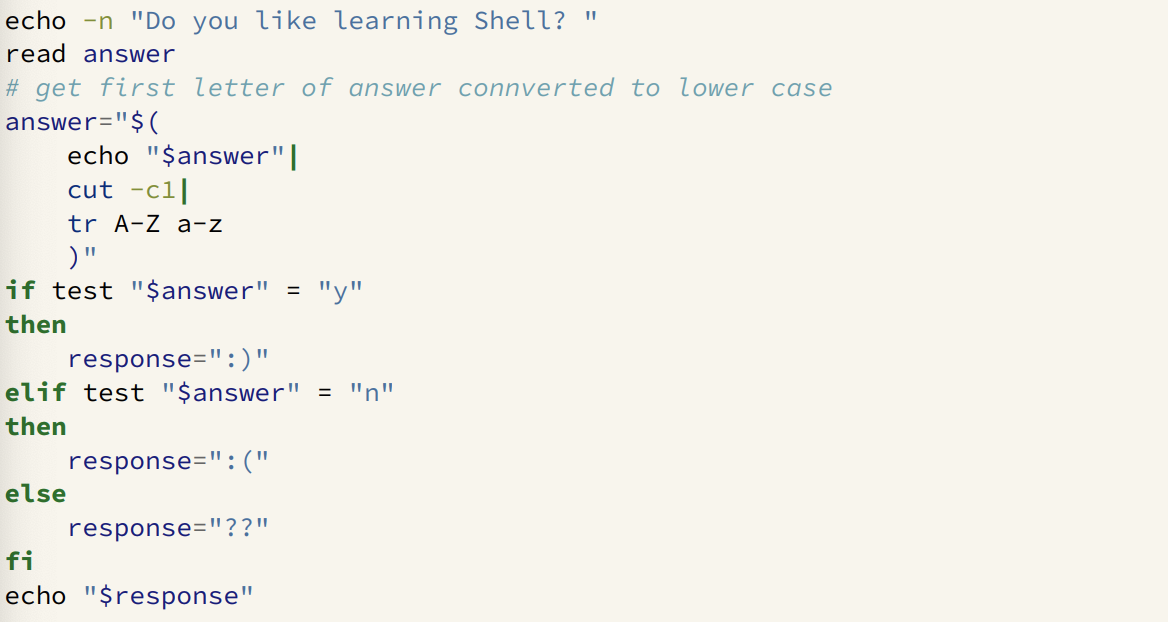 echo -n "Do you like learning Shell? "
read answer
# get first letter of answer connverted to lower case
answer="$(
    echo "$answer"|
    cut -c1|
    tr A-Z a-z
    )"
if test "$answer" = "y"
then
    response=":)"
elif test "$answer" = "n"
then
    response=":("
else
    response="??"
fi
echo "$response"